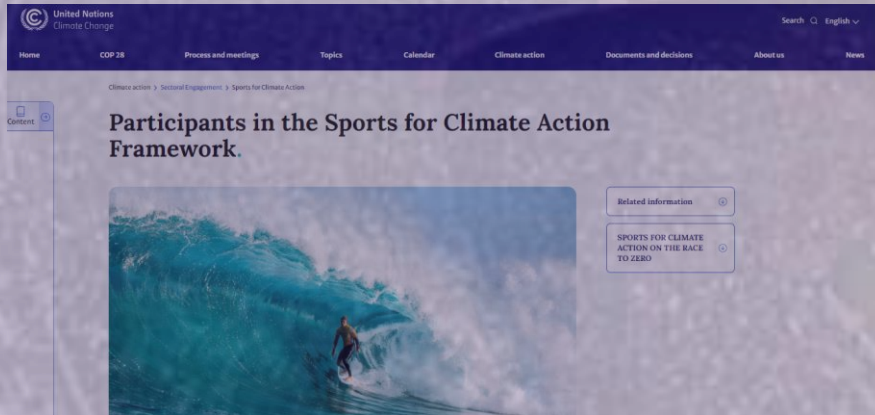 United Nations
Climate Change
Search English
Home COP 28 Process and meetings Topics Calendar Climate action Documents and decisions About us News
Climate action > Sectoral Engagement > Sports for Climate Action
Content
Participants in the Sports for Climate Action
Framework.
Related information
SPORTS FOR CLIMATE
ACTION ON THE RACE
TO ZERO